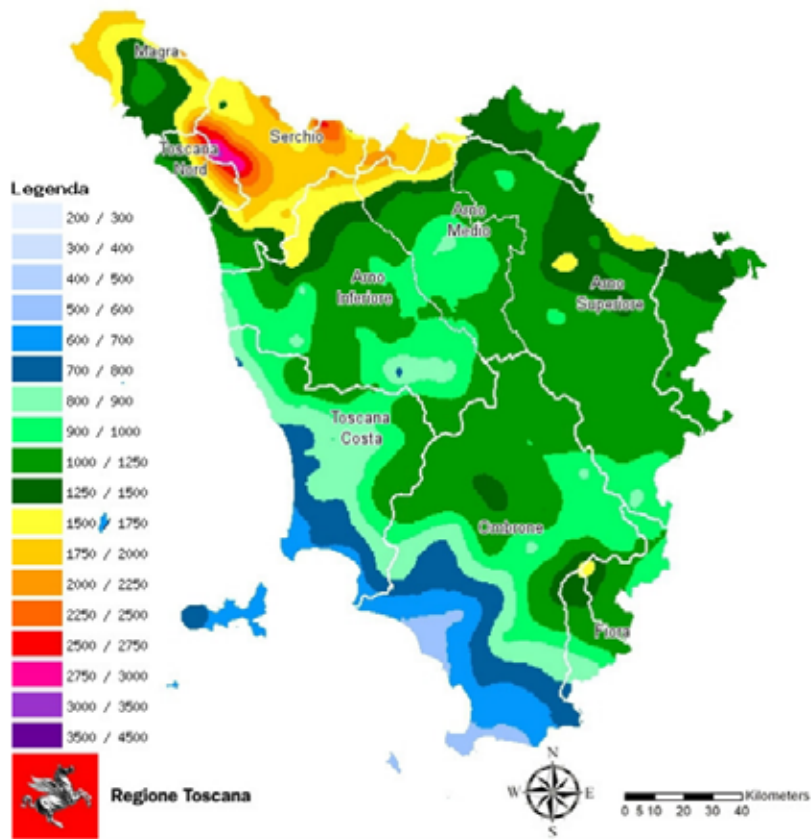 Magra
Serchio
Toscana
Nord
Legenda
200 / 300
300 / 400
400 / 500
500 / 600
600 / 700
700 / 800
800 / 900
900 / 1000
1000 / 1250
1250 / 1500
1500 / 1750
1750 / 2000
2000 / 2250
2250 / 2500
2500 / 2750
2750 / 3000
3000 / 3500
3500 / 4500
Arno
Medio
Arno
Inferiore
Arno
Superiore
Toscana
Costa
Ombrone
Fiora
Regione Toscana
N
W E
S
Kilometers
0 5 10 20 30 40